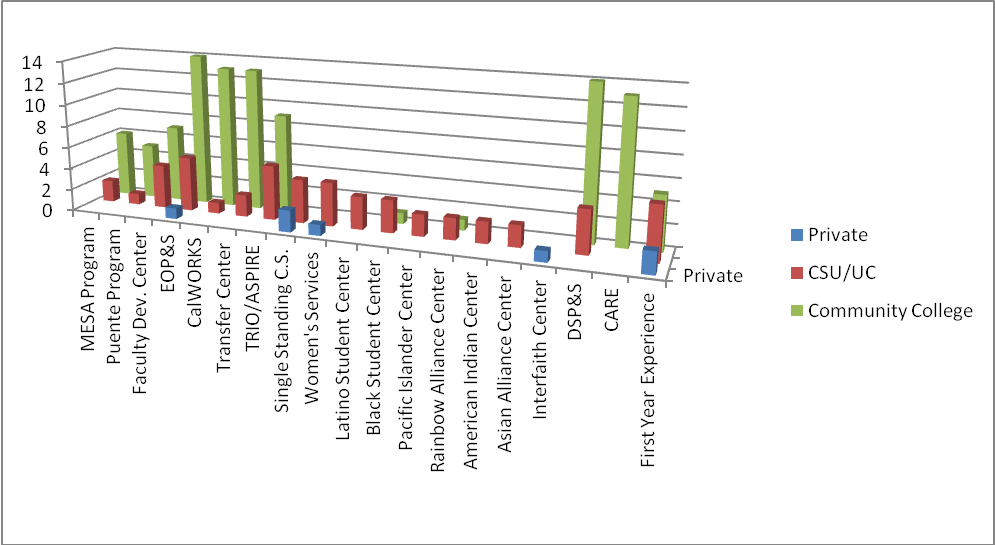 14
12
10
8
6
4
2
0
MESA Program
Puente Program
Faculty Dev. Center
EOP&S
CalWORKS
Transfer Center
TRIO/ASPIRE
Single Standing C.S.
Women's Services
Latino Student Center
Black Student Center
Pacific Islander Center
Rainbow Alliance Center
American Indian Center
Asian Alliance Center
Interfaith Center
DSP&S
CARE
First Year Experience
Private
Private
CSU/UC
Community College